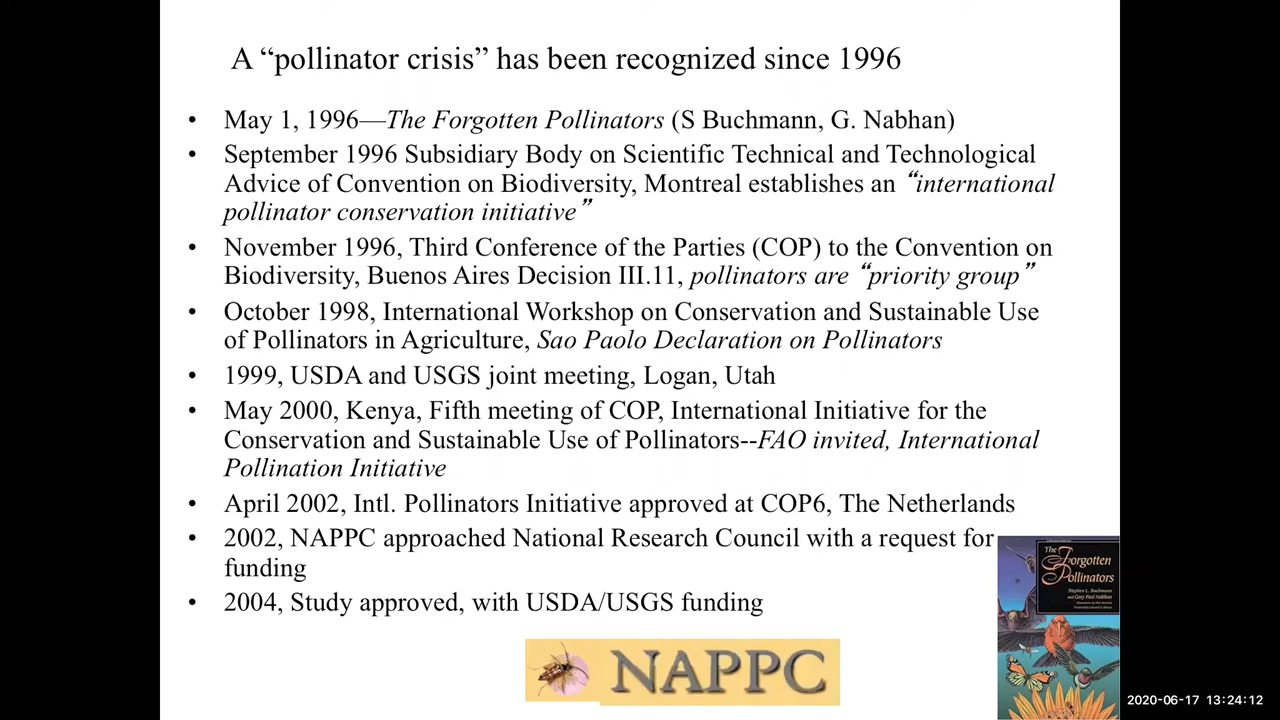 A “pollinator crisis” has been recognized since 1996
• May 1, 1996—The Forgotten Pollinators (S Buchmann, G. Nabhan)
• September 1996 Subsidiary Body on Scientific Technical and Technological
Advice of Convention on Biodiversity, Montreal establishes an “international
pollinator conservation initiative”
• November 1996, Third Conference of the Parties (COP) to the Convention on
Biodiversity, Buenos Aires Decision III.11, pollinators are “priority group”
• October 1998, International Workshop on Conservation and Sustainable Use
of Pollinators in Agriculture, Sao Paolo Declaration on Pollinators
• 1999, USDA and USGS joint meeting, Logan, Utah
• May 2000, Kenya, Fifth meeting of COP, International Initiative for the
Conservation and Sustainable Use of Pollinators--FAO invited, International
Pollination Initiative
• April 2002, Intl. Pollinators Initiative approved at COP6, The Netherlands
• 2002, NAPPC approached National Research Council with a request for
funding
• 2004, Study approved, with USDA/USGS funding
The
Forgotten
Pollinators
Stephen L. Buchmann
and Gary Paul Nabhan
NAPPC
2020-06-17 13:24:12